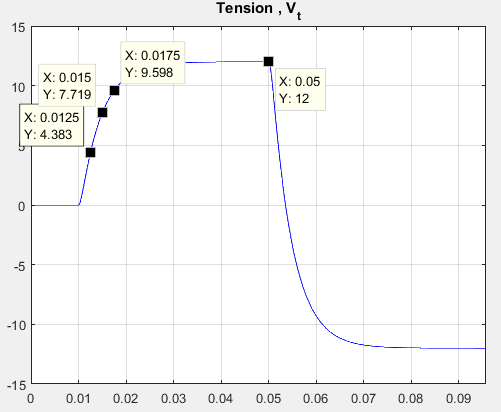 Tension , Vt
15
X: 0.0175
Y: 9.598
X: 0.015
Y: 7.719
X: 0.05
Y: 12
10
X: 0.0125
Y: 4.383
5
0
-5
-10
-15
0
0.01
0.02
0.03
0.04
0.05
0.06
0.07
0.08
0.09